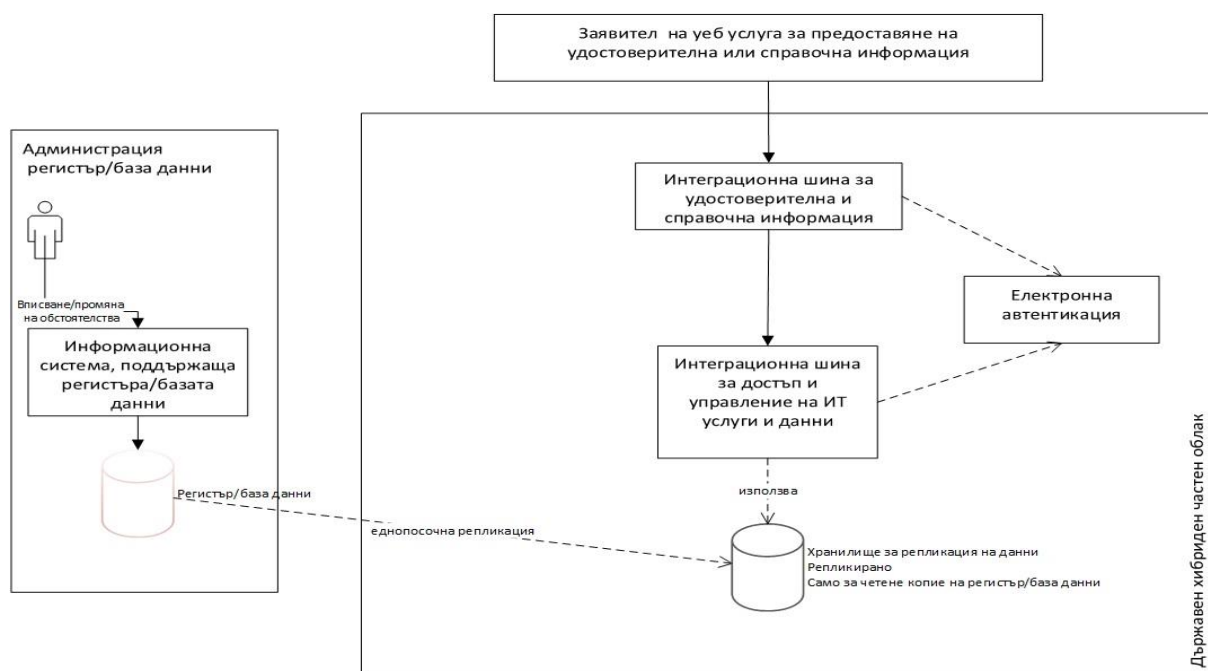 Заявител на уеб услуга за предоставяне на
удостоверителна или справочна информация
Администрация
регистър/база данни
Вписване/промяна
на обстоятелства
Информационна
система, поддържаща
регистъра/базата
данни
Регистър/база данни
еднопосочна репликация
Интеграционна шина за
удостоверителна и
справочна информация
Електронна
автентикация
Интеграционна шина
за достъп и
управление на ИТ
услуги и данни
използва
Хранилище за репликация на данни
Репликирано
Само за четене копие на регистър/база данни
Държавен хибриден частен облак